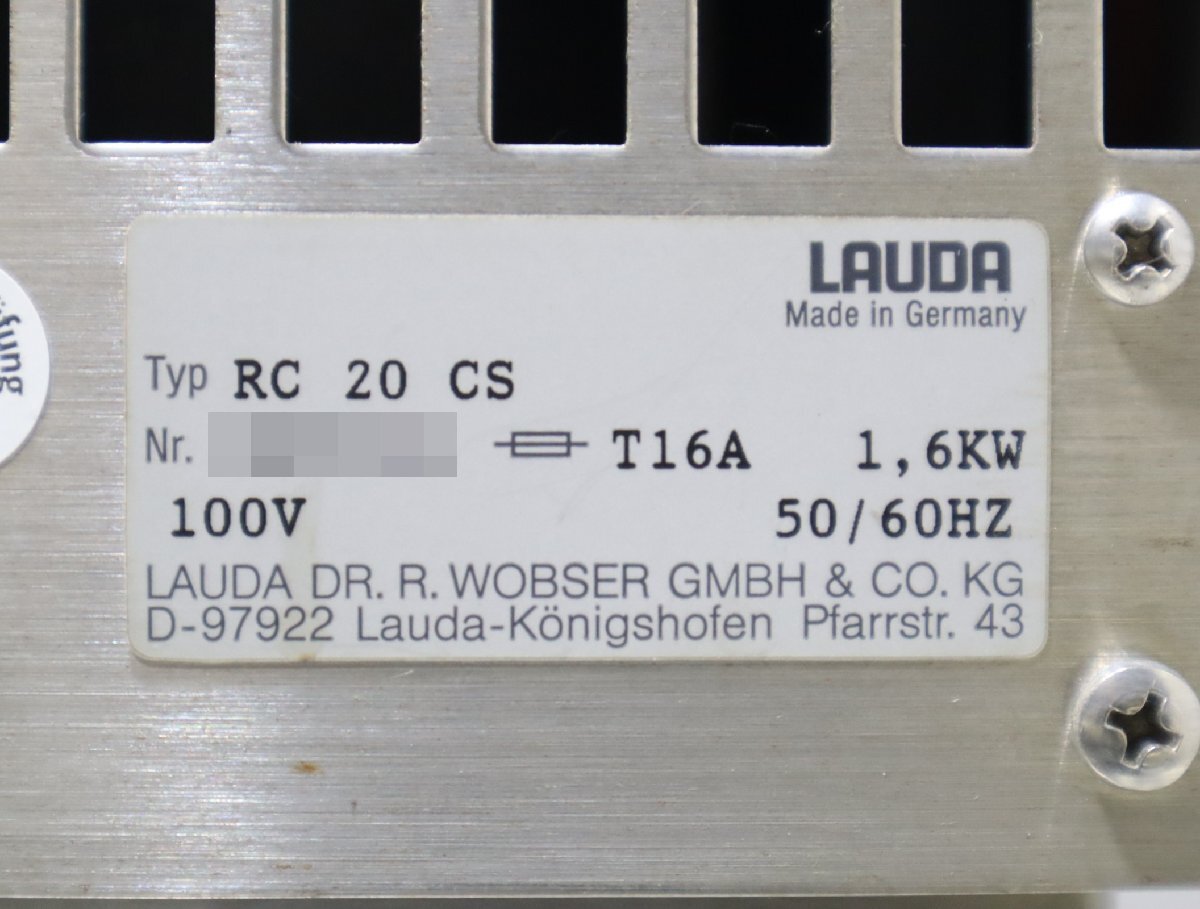 LAUDA
Made in Germany
Typ RC 20 CS
Nr. T16A 1,6KW
100V 50/60HZ
LAUDA DR. R. WOBSER GMBH & CO. KG
D-97922 Lauda-Königshofen Pfarrstr. 43